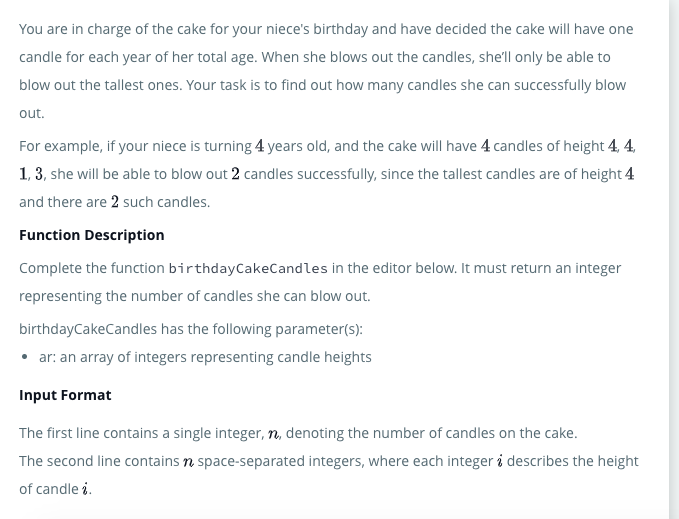 You are in charge of the cake for your niece's birthday and have decided the cake will have one
candle for each year of her total age. When she blows out the candles, she’ll only be able to
blow out the tallest ones. Your task is to find out how many candles she can successfully blow
out.
For example, if your niece is turning 4 years old, and the cake will have 4 candles of height 4, 4,
1, 3, she will be able to blow out 2 candles successfully, since the tallest candles are of height 4
and there are 2 such candles.
Function Description
Complete the function birthdayCakeCandles in the editor below. It must return an integer
representing the number of candles she can blow out.
birthdayCakeCandles has the following parameter(s):
• ar: an array of integers representing candle heights
Input Format
The first line contains a single integer, n, denoting the number of candles on the cake.
The second line contains n space-separated integers, where each integer i describes the height
of candle i.